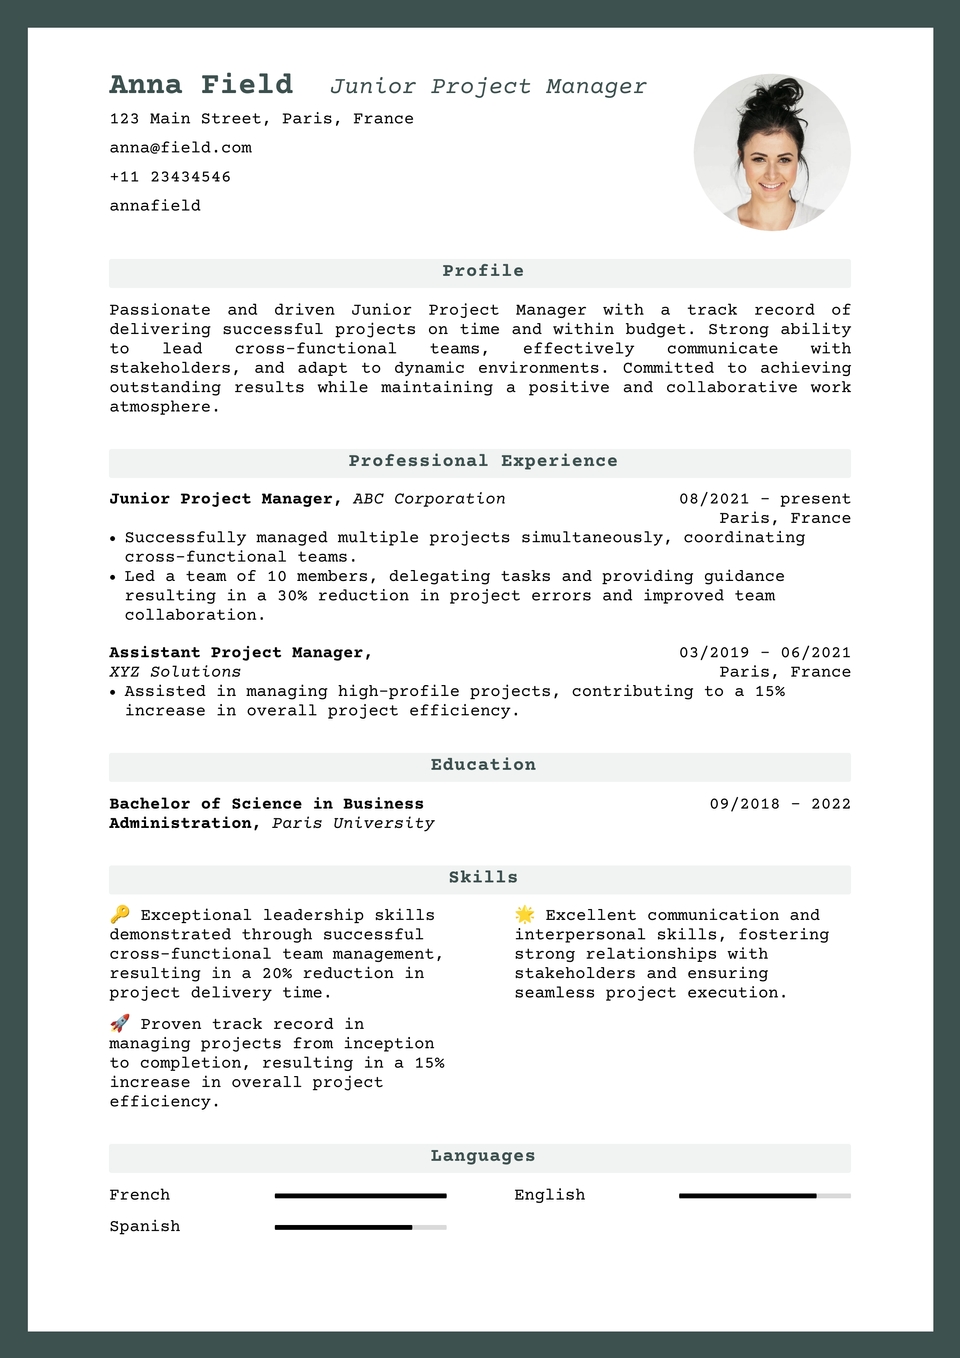 Anna Field Junior Project Manager
123 Main Street, Paris, France
anna@field.com
+11 23434546
annafield
Profile
Passionate and driven Junior Project Manager with a track record of
delivering successful projects on time and within budget. Strong ability
to lead cross-functional teams, effectively communicate with
stakeholders, and adapt to dynamic environments. Committed to achieving
outstanding results while maintaining a positive and collaborative work
atmosphere.
Professional Experience
Junior Project Manager, ABC Corporation 08/2021 – present
Paris, France
• Successfully managed multiple projects simultaneously, coordinating
cross-functional teams.
• Led a team of 10 members, delegating tasks and providing guidance
resulting in a 30% reduction in project errors and improved team
collaboration.
Assistant Project Manager, 03/2019 – 06/2021
XYZ Solutions Paris, France
• Assisted in managing high-profile projects, contributing to a 15%
increase in overall project efficiency.
Education
Bachelor of Science in Business 09/2018 – 2022
Administration, Paris University
Skills
🔑 Exceptional leadership skills
demonstrated through successful
cross-functional team management,
resulting in a 20% reduction in
project delivery time.
🌟 Excellent communication and
interpersonal skills, fostering
strong relationships with
stakeholders and ensuring
seamless project execution.
🚀 Proven track record in
managing projects from inception
to completion, resulting in a 15%
increase in overall project
efficiency.
Languages
French English
Spanish